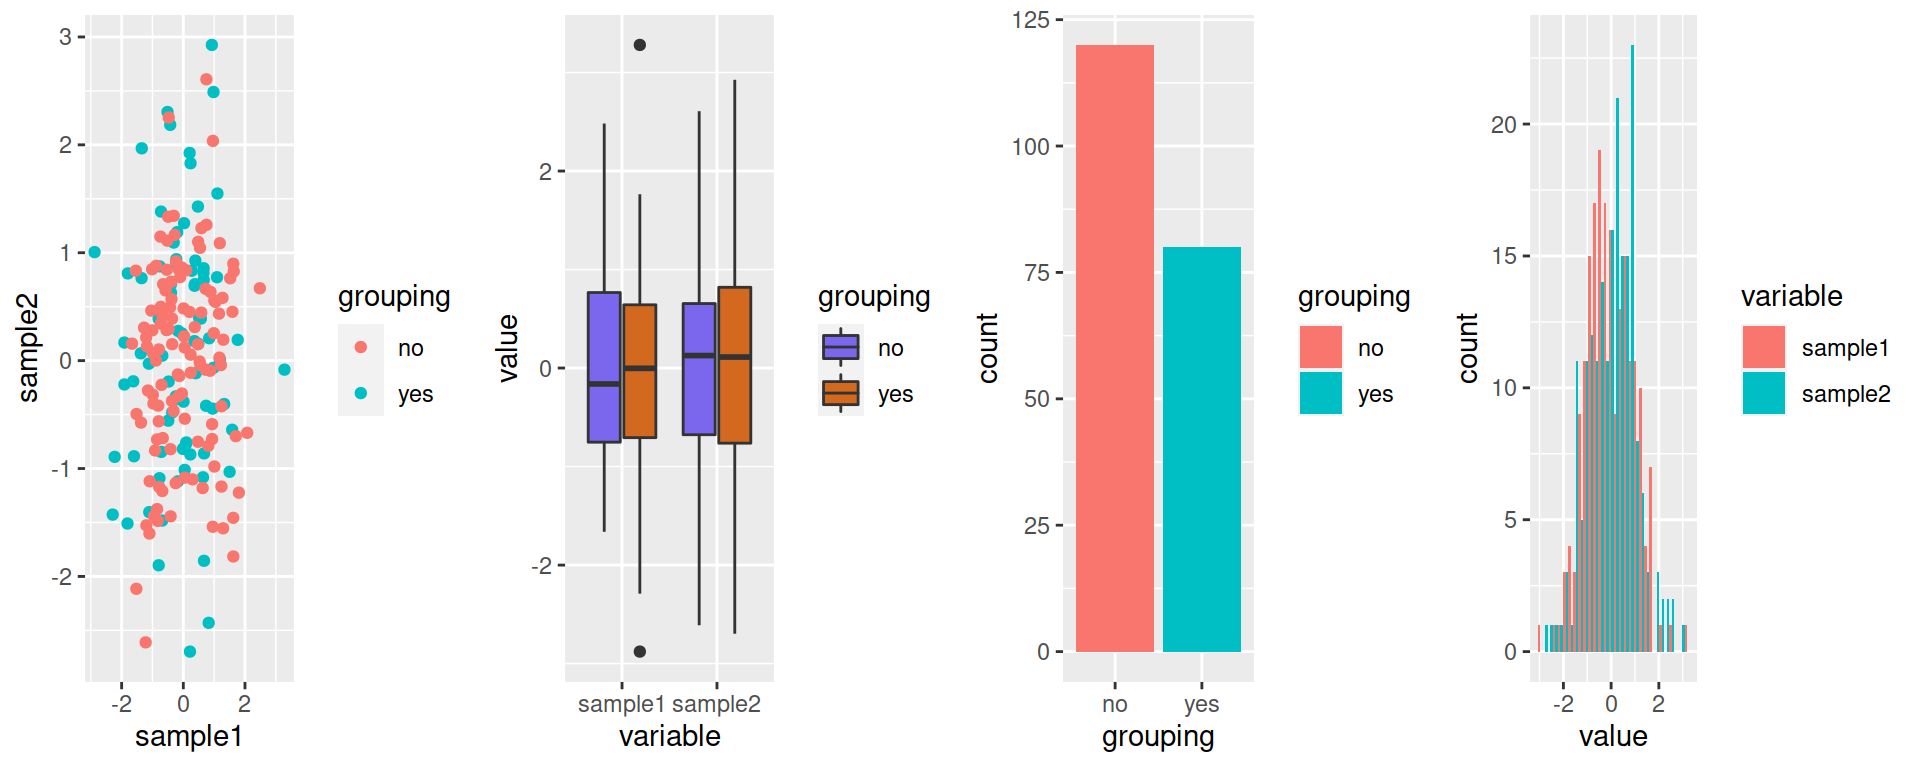 3
2
1
0
-1
-2
sample2
-2 0 2
sample1
grouping
no
yes
2
0
-2
value
sample1 sample2
variable
grouping
no
yes
125
100
75
50
25
0
count
no yes
grouping
grouping
no
yes
20
15
10
5
0
count
-2 0 2
value
variable
sample1
sample2